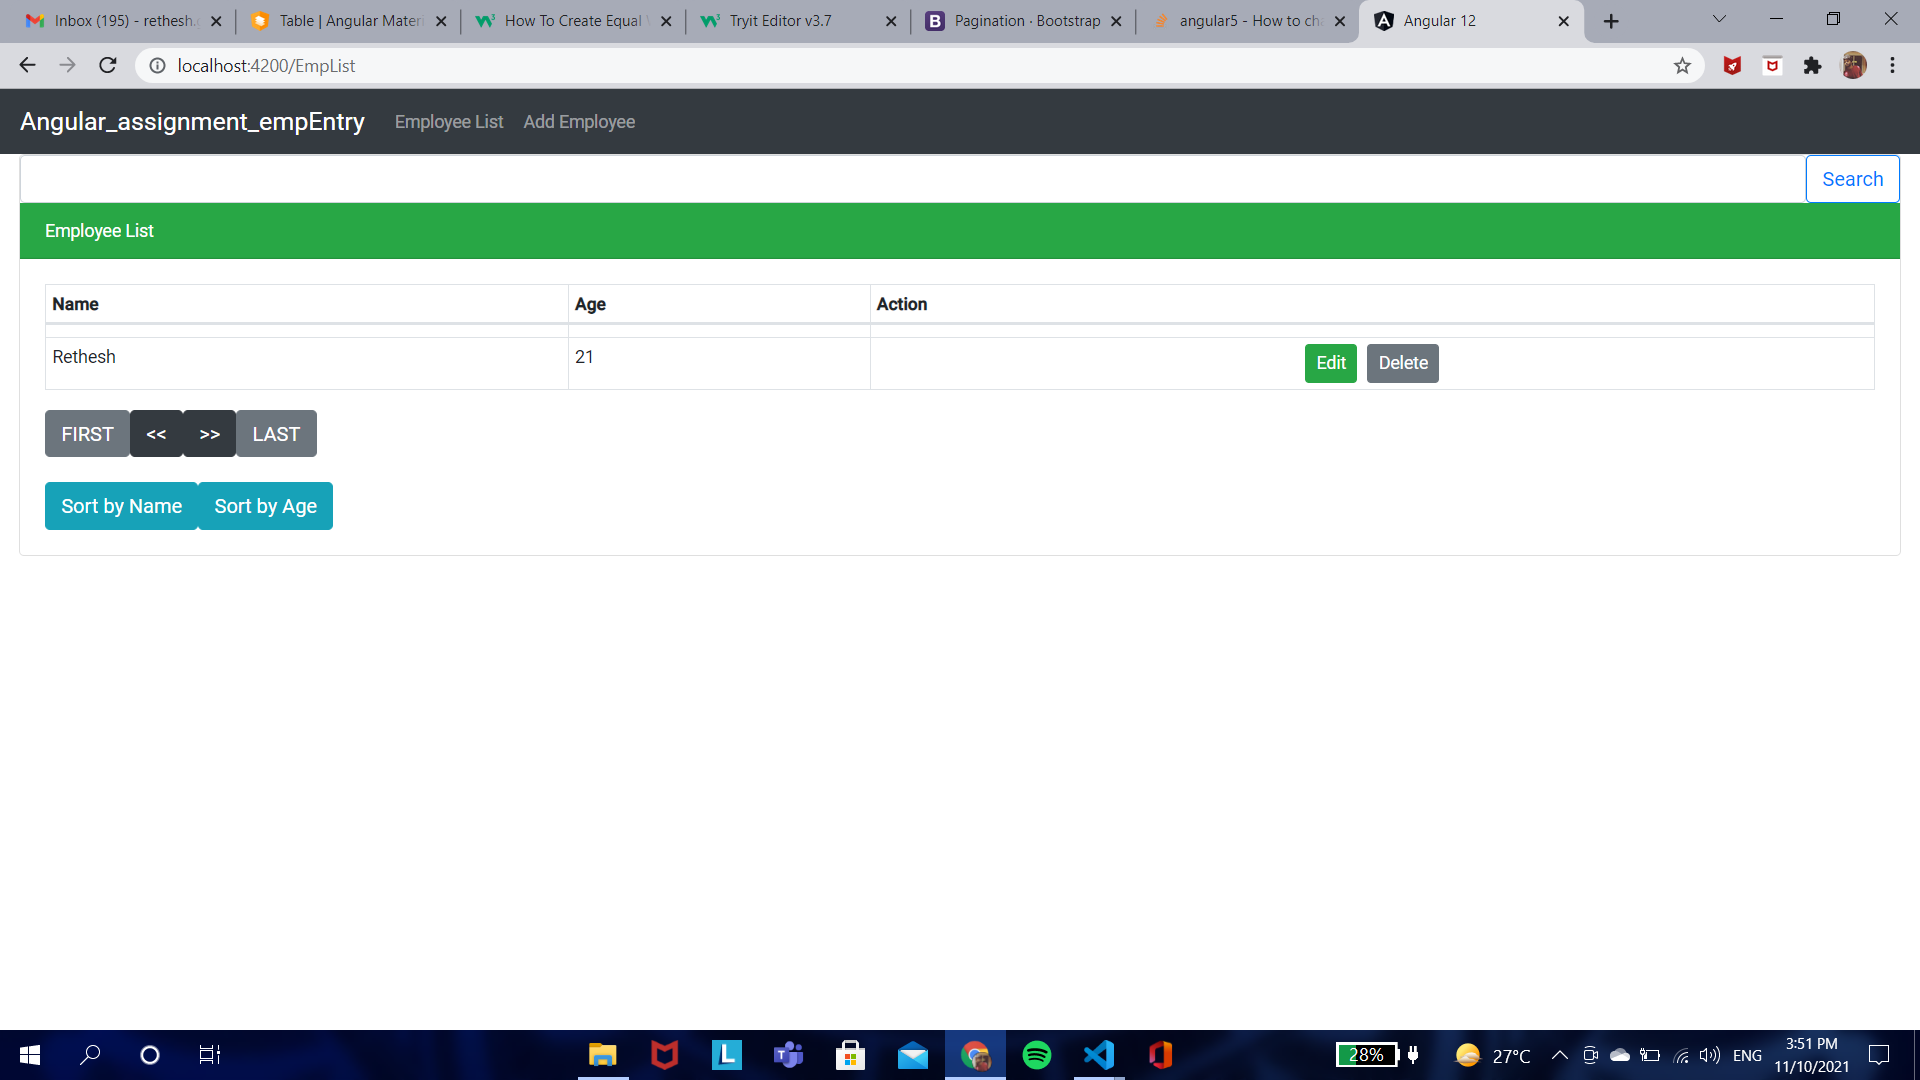 Inbox (195) - rethesh.
Table | Angular Materi
How To Create Equal
Tryit Editor v3.7
Pagination · Bootstrap
angular5 - How to ch
Angular 12
localhost:4200/EmpList
Angular_assignment_empEntry Employee List Add Employee
Search
Employee List
Name Age Action
Rethesh 21 Edit Delete
FIRST << >> LAST
Sort by Name Sort by Age
28% 27°C ENG 3:51 PM
11/10/2021